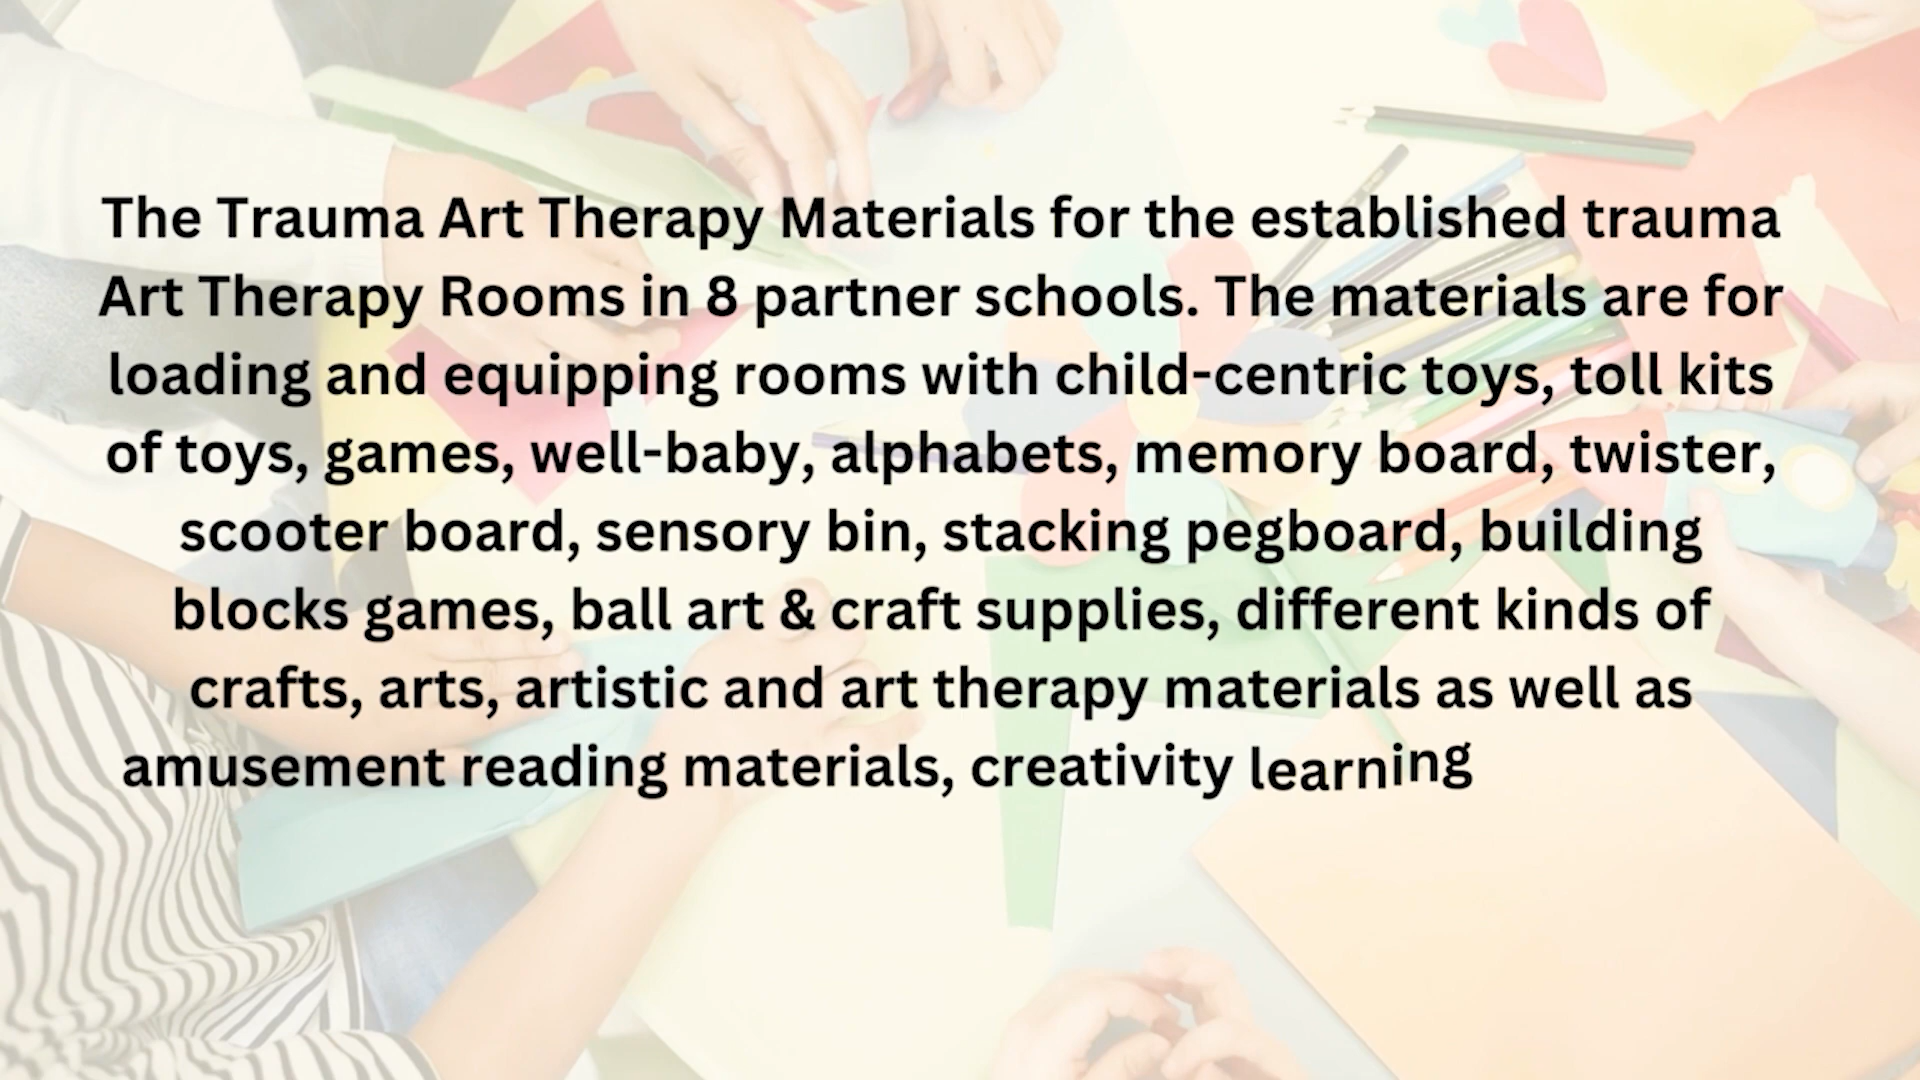 The Trauma Art Therapy Materials for the established trauma
Art Therapy Rooms in 8 partner schools. The materials are for
loading and equipping rooms with child-centric toys, toll kits
of toys, games, well-baby, alphabets, memory board, twister,
scooter board, sensory bin, stacking pegboard, building
blocks games, ball art & craft supplies, different kinds of
crafts, arts, artistic and art therapy materials as well as
amusement reading materials, creativity learning